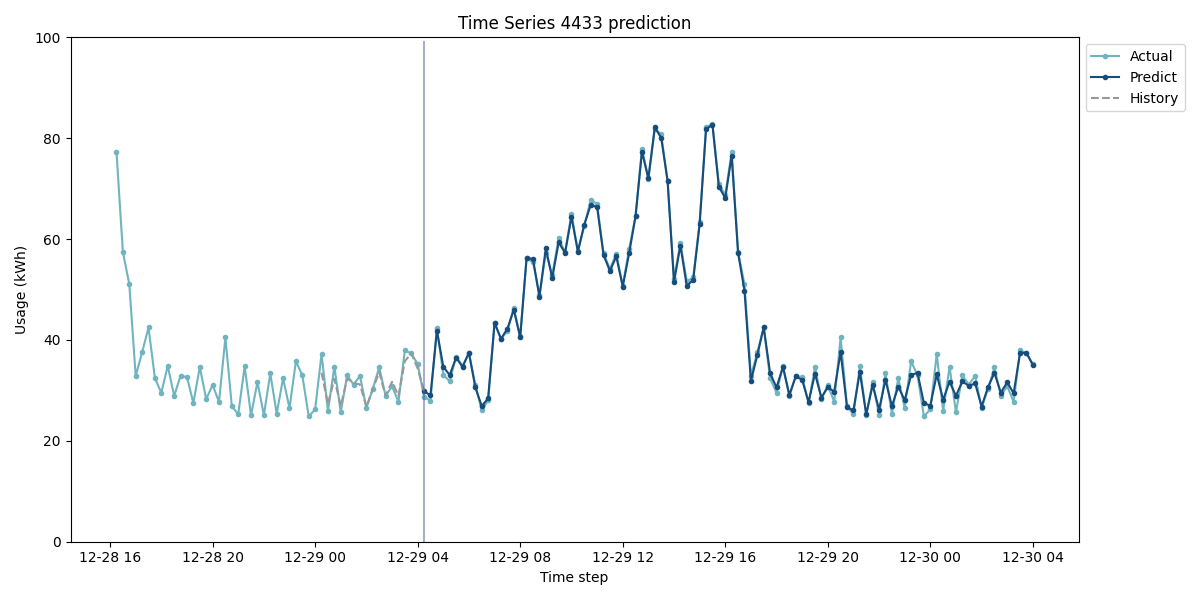 Time Series 4433 prediction
100
80
60
40
20
0
Usage (kWh)
12-28 16
12-28 20
12-29 00
12-29 04
12-29 08
12-29 12
12-29 16
12-29 20
12-30 00
12-30 04
Time step
Actual
Predict
History